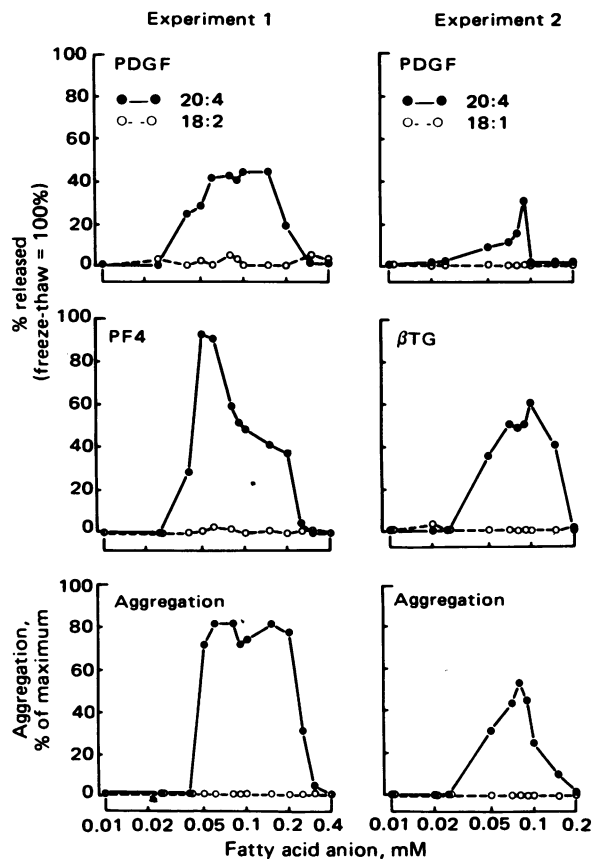 Experiment 1
Experiment 2
% released
(freeze-thaw = 100%)
PDGF
20:4
18:2
100
80
60
40
20
0
PDGF
20:4
18:1
PF4
100
80
60
40
20
0
βTG
Aggregation,
% of maximum
Aggregation
100
80
60
40
20
0
Aggregation
0.01 0.02 0.05 0.1 0.2 0.4
0.01 0.02 0.05 0.1 0.2
Fatty acid anion, mM